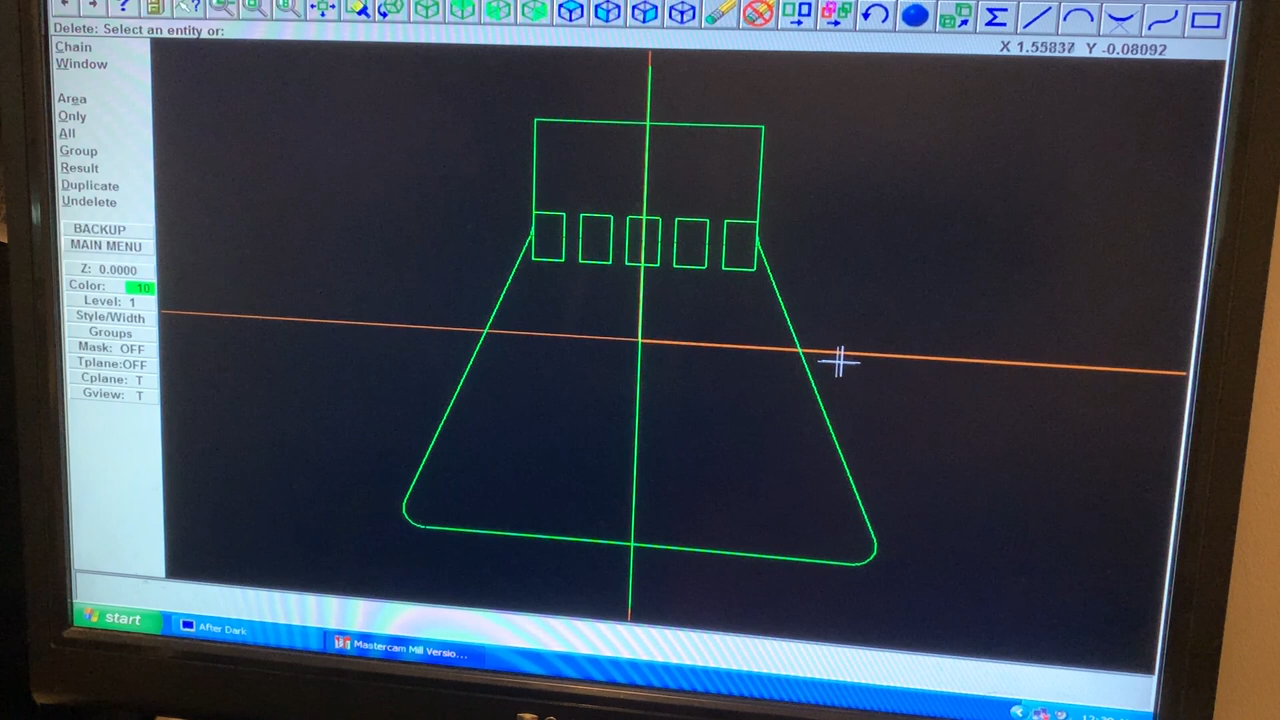 Delete: Select an entity or:
X 1.55837 Y -0.08092
Chain
Window
Area
Only
All
Group
Result
Duplicate
Undelete
BACKUP
MAIN MENU
Z: 0.0000
Color: 10
Level: 1
Style/Width
Groups
Mask: OFF
Tplane:OFF
Cplane: T
Gview: T
start
After Dark
Mastercam Mill Versio...